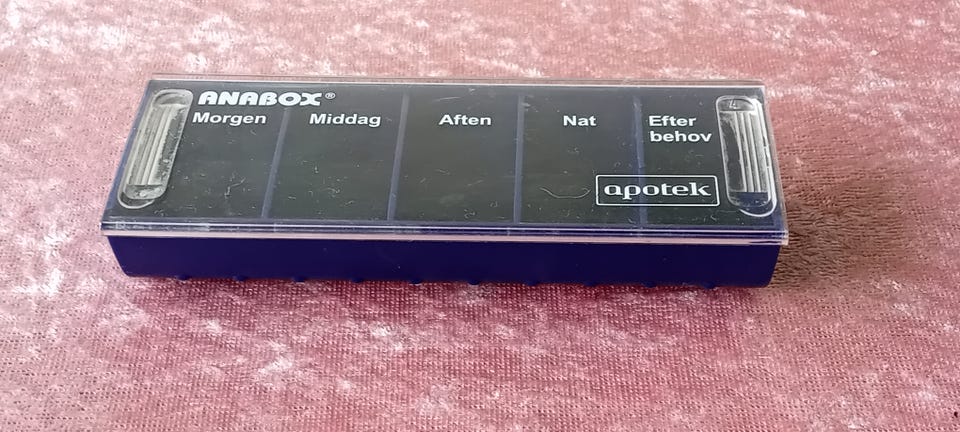 ANABOX®
Morgen Middag Aften Nat Efter
behov
apotek